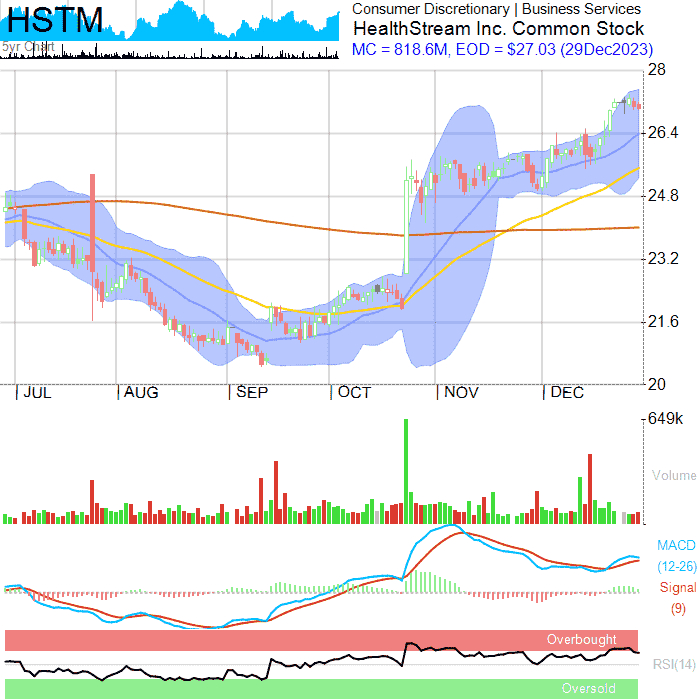 HSTM
5yr Chart
Consumer Discretionary | Business Services
HealthStream Inc. Common Stock
MC = 818.6M, EOD = $27.03 (29Dec2023)
28
26.4
24.8
23.2
21.6
20
JUL AUG SEP OCT NOV DEC
649k
Volume
MACD
(12-26)
Signal
(9)
Overbought
RSI(14)
Oversold